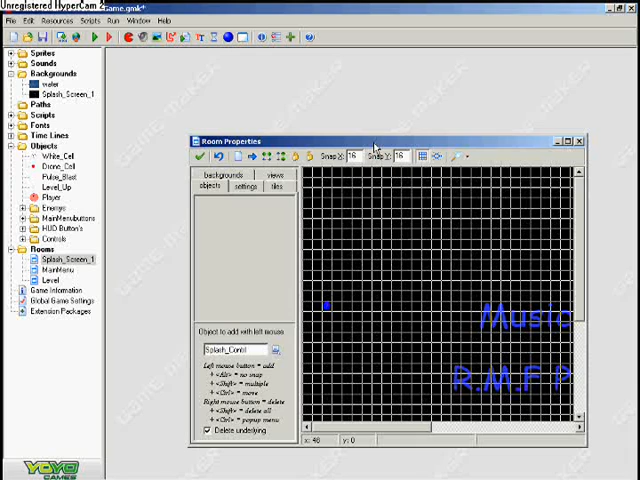 Unregistered HyperCam 2
Game.gmk*
File Edit Resources Scripts Run Window Help
Sprites
Sounds
Backgrounds
water
Splash_Screen_1
Paths
Scripts
Fonts
Time Lines
Objects
White_Cell
Drone_Cell
Pulse_Blast
Level_Up
Player
Enemys
MainMenubuttons
HUD Button's
Controls
Rooms
Splash_Screen_1
MainMenu
Level
Game Information
Global Game Settings
Extension Packages
YOYO
GAMES
Room Properties
Snap X: 16 Snap Y: 16
backgrounds views
objects settings tiles
Object to add with left mouse
Splash_Contrl
Left mouse button = add
+ <Alt> = no snap
+ <Shift> = multiple
+ <Ctrl> = move
Right mouse button = delete
+ <Shift> = delete all
+ <Ctrl> = popup menu
Delete underlying
Music
R.M.F P
x: 48 y: 0